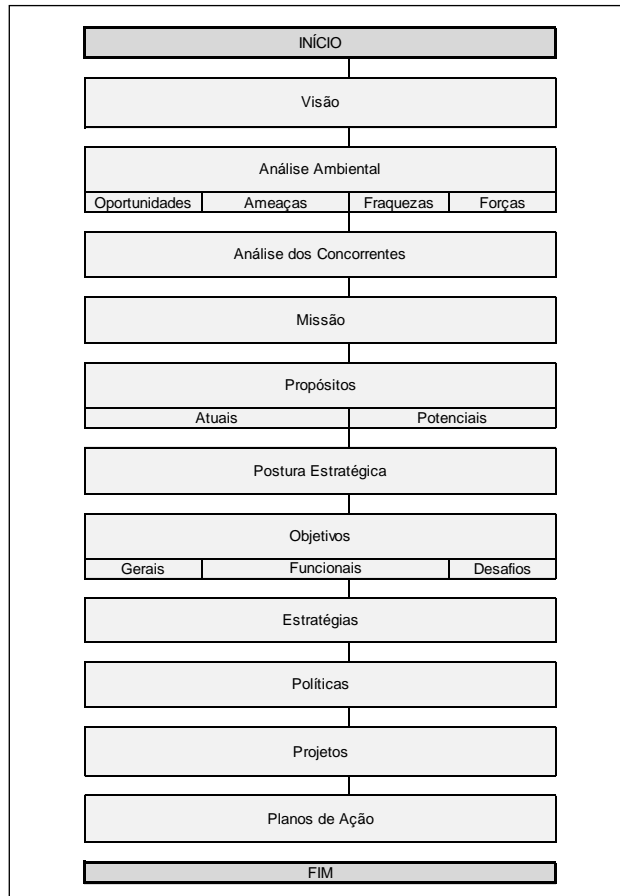 INÍCIO
Visão
Análise Ambiental
Oportunidades Ameaças Fraquezas Forças
Análise dos Concorrentes
Missão
Propósitos
Atuais Potenciais
Postura Estratégica
Objetivos
Gerais Funcionais Desafios
Estratégias
Políticas
Projetos
Planos de Ação
FIM